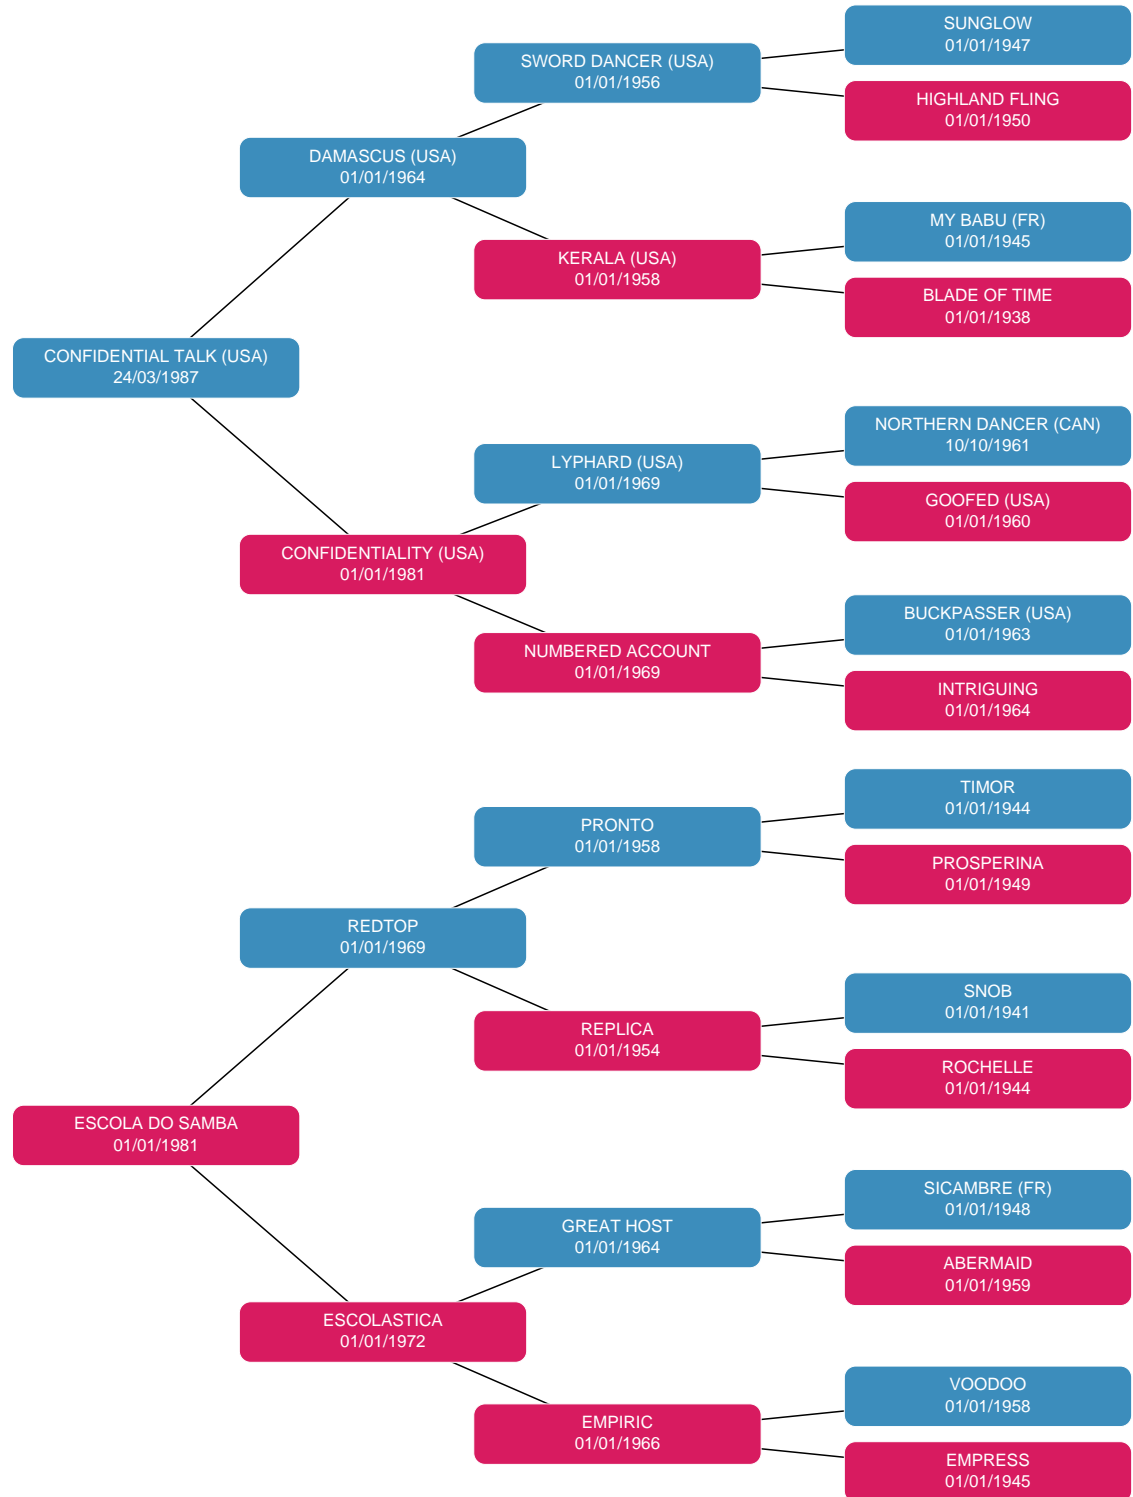 SUNGLOW
01/01/1947
SWORD DANCER (USA)
01/01/1956
HIGHLAND FLING
01/01/1950
DAMASCUS (USA)
01/01/1964
MY BABU (FR)
01/01/1945
KERALA (USA)
01/01/1958
BLADE OF TIME
01/01/1938
CONFIDENTIAL TALK (USA)
24/03/1987
NORTHERN DANCER (CAN)
10/10/1961
LYPHARD (USA)
01/01/1969
GOOFED (USA)
01/01/1960
CONFIDENTIALITY (USA)
01/01/1981
BUCKPASSER (USA)
01/01/1963
NUMBERED ACCOUNT
01/01/1969
INTRIGUING
01/01/1964
TIMOR
01/01/1944
PRONTO
01/01/1958
PROSPERINA
01/01/1949
REDTOP
01/01/1969
SNOB
01/01/1941
REPLICA
01/01/1954
ROCHELLE
01/01/1944
ESCOLA DO SAMBA
01/01/1981
SICAMBRE (FR)
01/01/1948
GREAT HOST
01/01/1964
ABERMAID
01/01/1959
ESCOLASTICA
01/01/1972
VOODOO
01/01/1958
EMPIRIC
01/01/1966
EMPRESS
01/01/1945